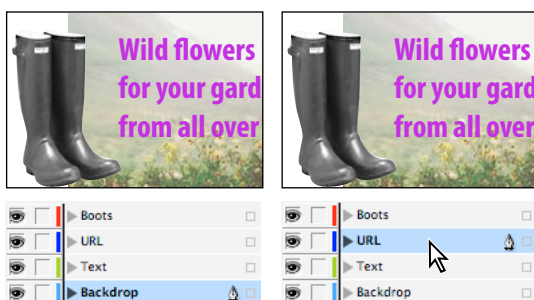 Wild flowers
for your gard
from all over
Wild flowers
for your gard
from all over
Boots
URL
Text
Backdrop
Boots
URL
Text
Backdrop